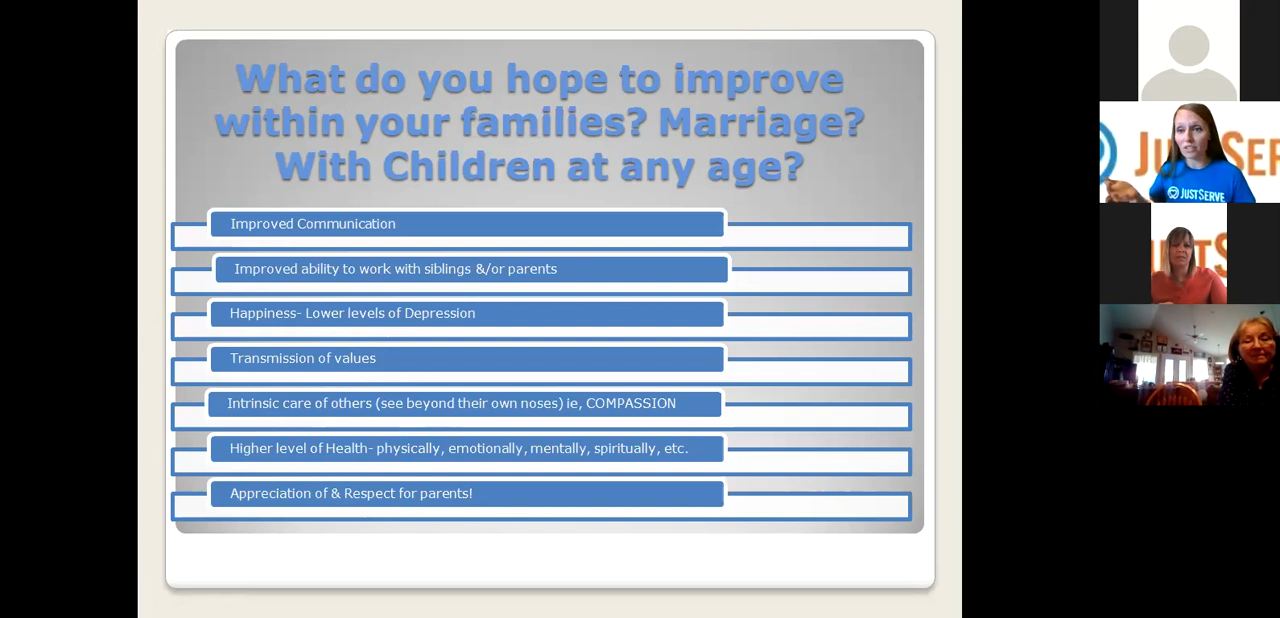 What do you hope to improve
within your families? Marriage?
With Children at any age?
Improved Communication
Improved ability to work with siblings &/or parents
Happiness- Lower levels of Depression
Transmission of values
Intrinsic care of others (see beyond their own noses) ie, COMPASSION
Higher level of Health- physically, emotionally, mentally, spiritually, etc.
Appreciation of & Respect for parents!
JUSTSERVE